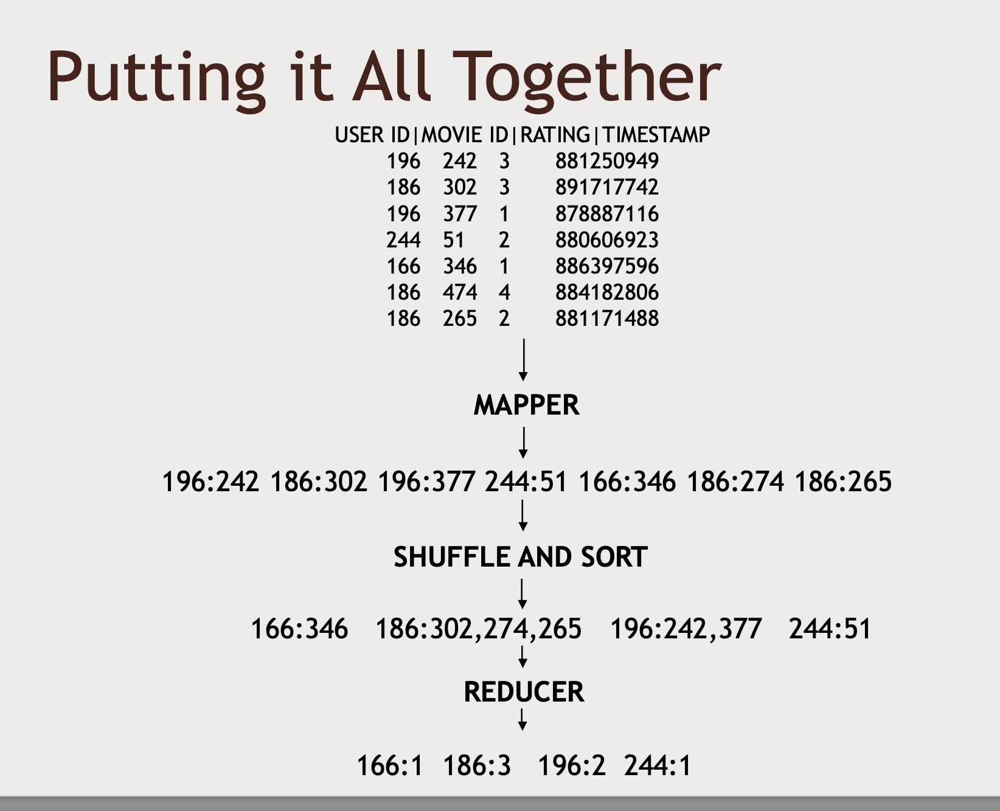 Putting it All Together
USER ID|MOVIE ID|RATING|TIMESTAMP
196 242 3 881250949
186 302 3 891717742
196 377 1 878887116
244 51 2 880606923
166 346 1 886397596
186 474 4 884182806
186 265 2 881171488
MAPPER
196:242 186:302 196:377 244:51 166:346 186:274 186:265
SHUFFLE AND SORT
166:346 186:302,274,265 196:242,377 244:51
REDUCER
166:1 186:3 196:2 244:1